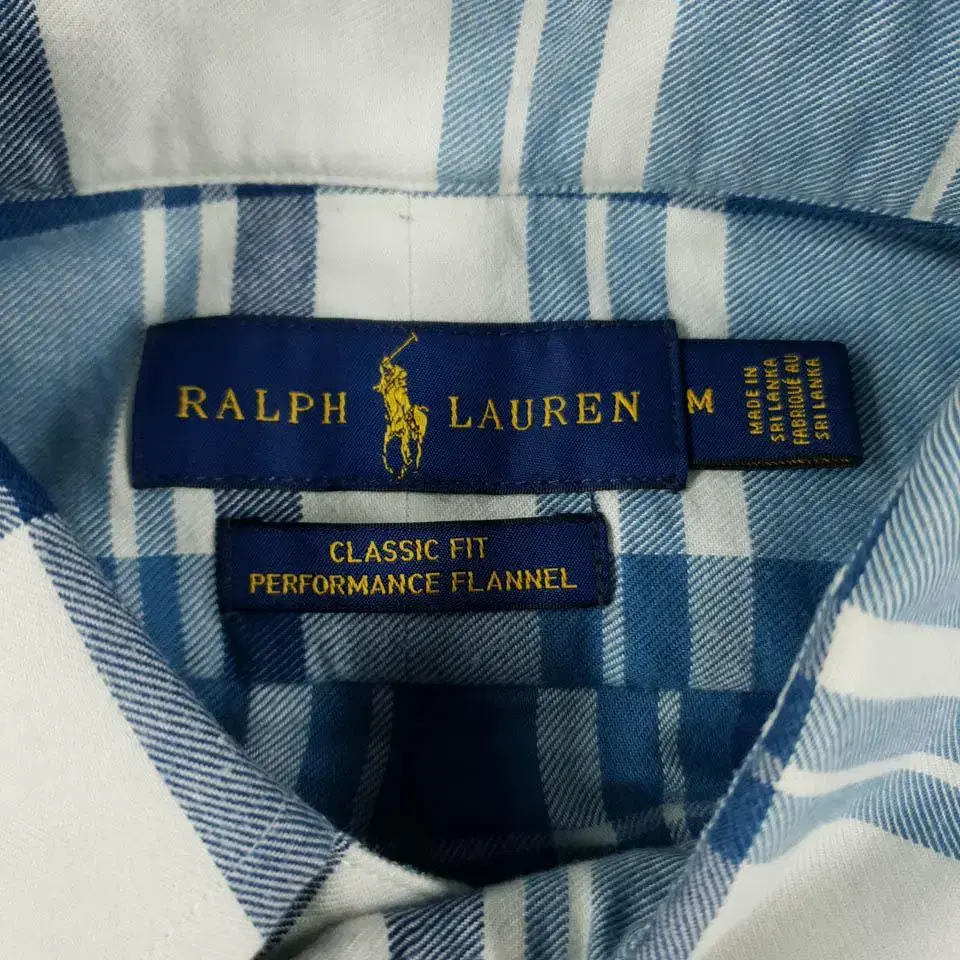 RALPH LAUREN
M
MADE IN
SRI LANKA
FABRIQUÉ AU
SRI LANKA
CLASSIC FIT
PERFORMANCE FLANNEL